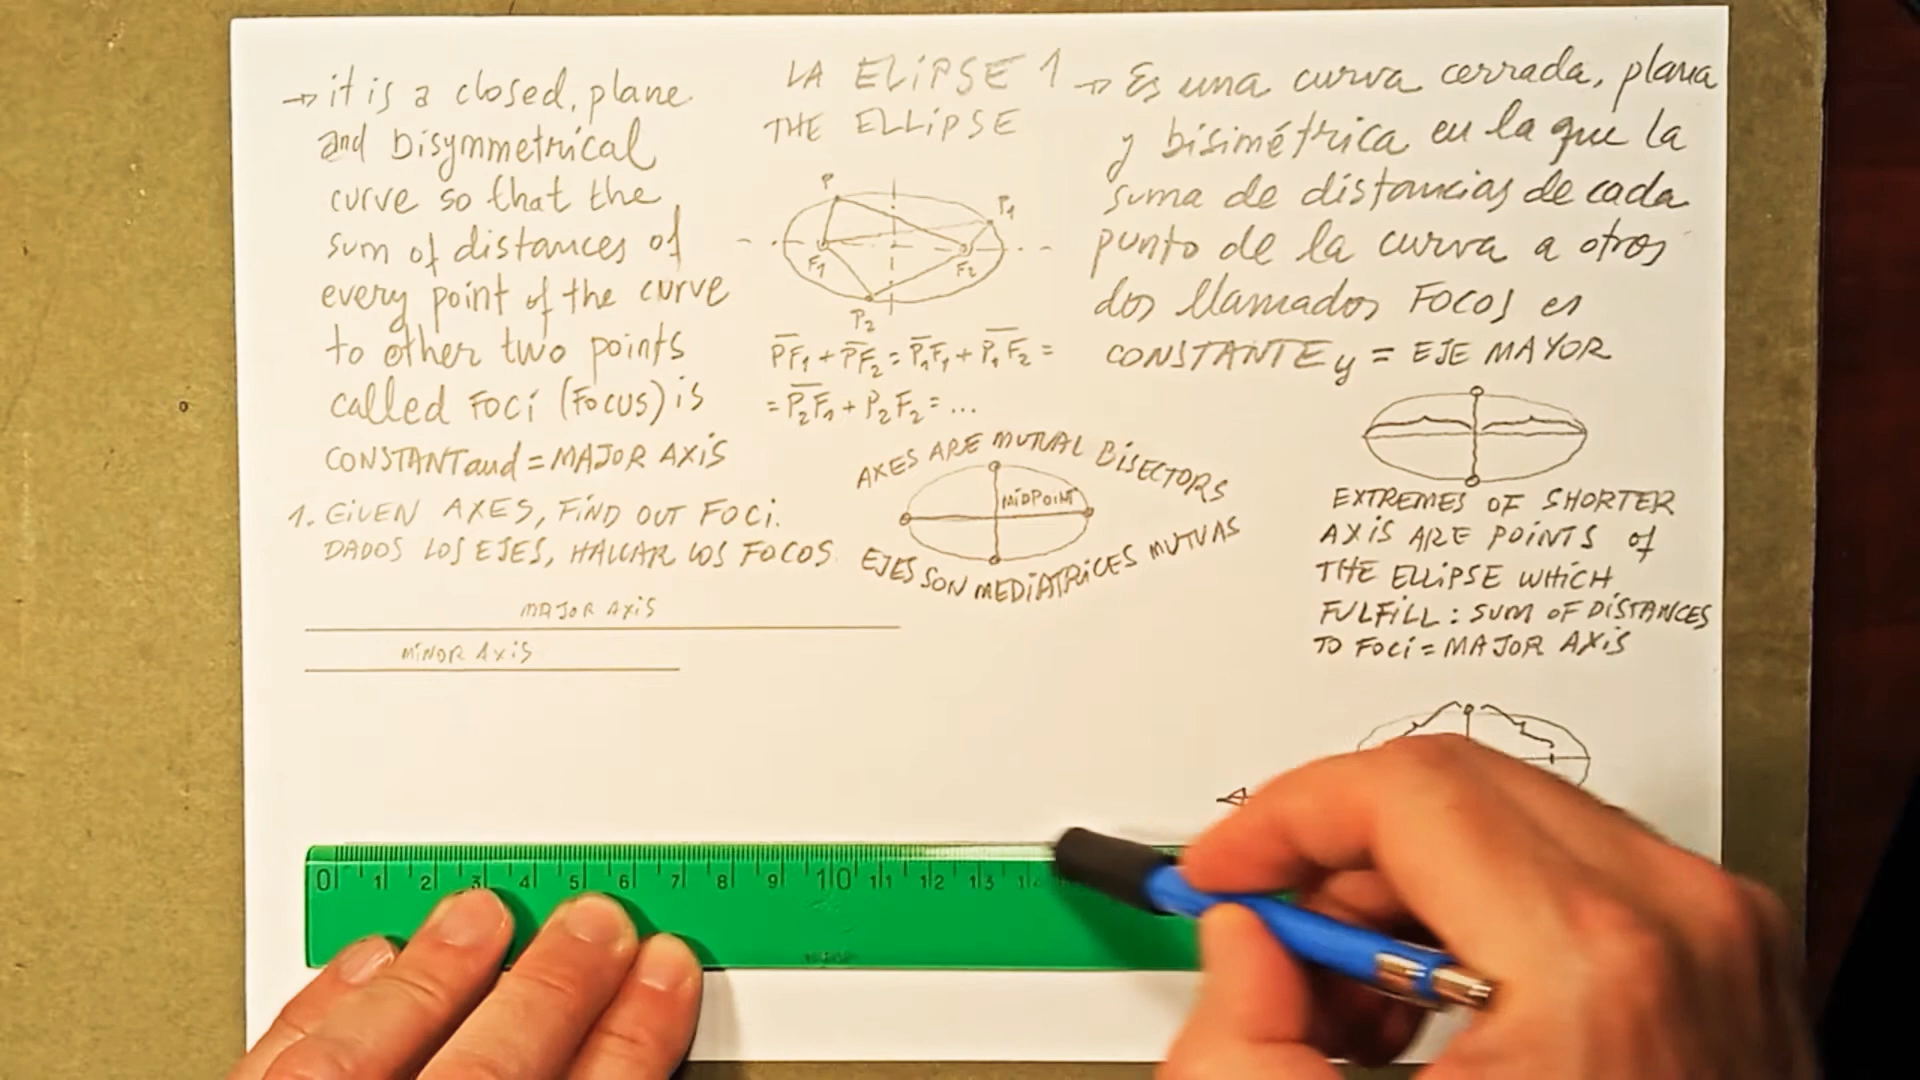 LA ELIPSE 1
THE ELLIPSE
→ it is a closed, plane
and Bisymmetrical
curve so that the
sum of distances of
every point of the curve
to other two points
called FOCi (FOCUS) is
CONSTANT and = MAJOR AXiS
→ Es una curva cerrada, plana
y bisimétrica en la que la
suma de distancias de cada
punto de la curva a otros
dos llamados FOCOS es
CONSTANTE y = EJE MAYOR
P
P1
F1
F2
P2
PF1 + PF2 = P1F1 + P1F2 =
= P2F1 + P2F2 = ...
1. GiVEN AXES, FiND OUT FOCi.
DADOS LOS EJES, HALLAR LOS FOCOS.
AXES ARE MUTUAL BiSECTORS
MiDPOiNT
EJES SON MEDiATRiCES MUTUAS
EXTREMES OF SHORTER
AXiS ARE POiNTS of
THE ELLiPSE WHiCH
FULFiLL : SUM OF DiSTANCES
TO FOCi = MAJOR AXiS
MAJOR AXiS
MiNOR AXiS
0 1 2 3 4 5 6 7 8 9 10 11 12 13